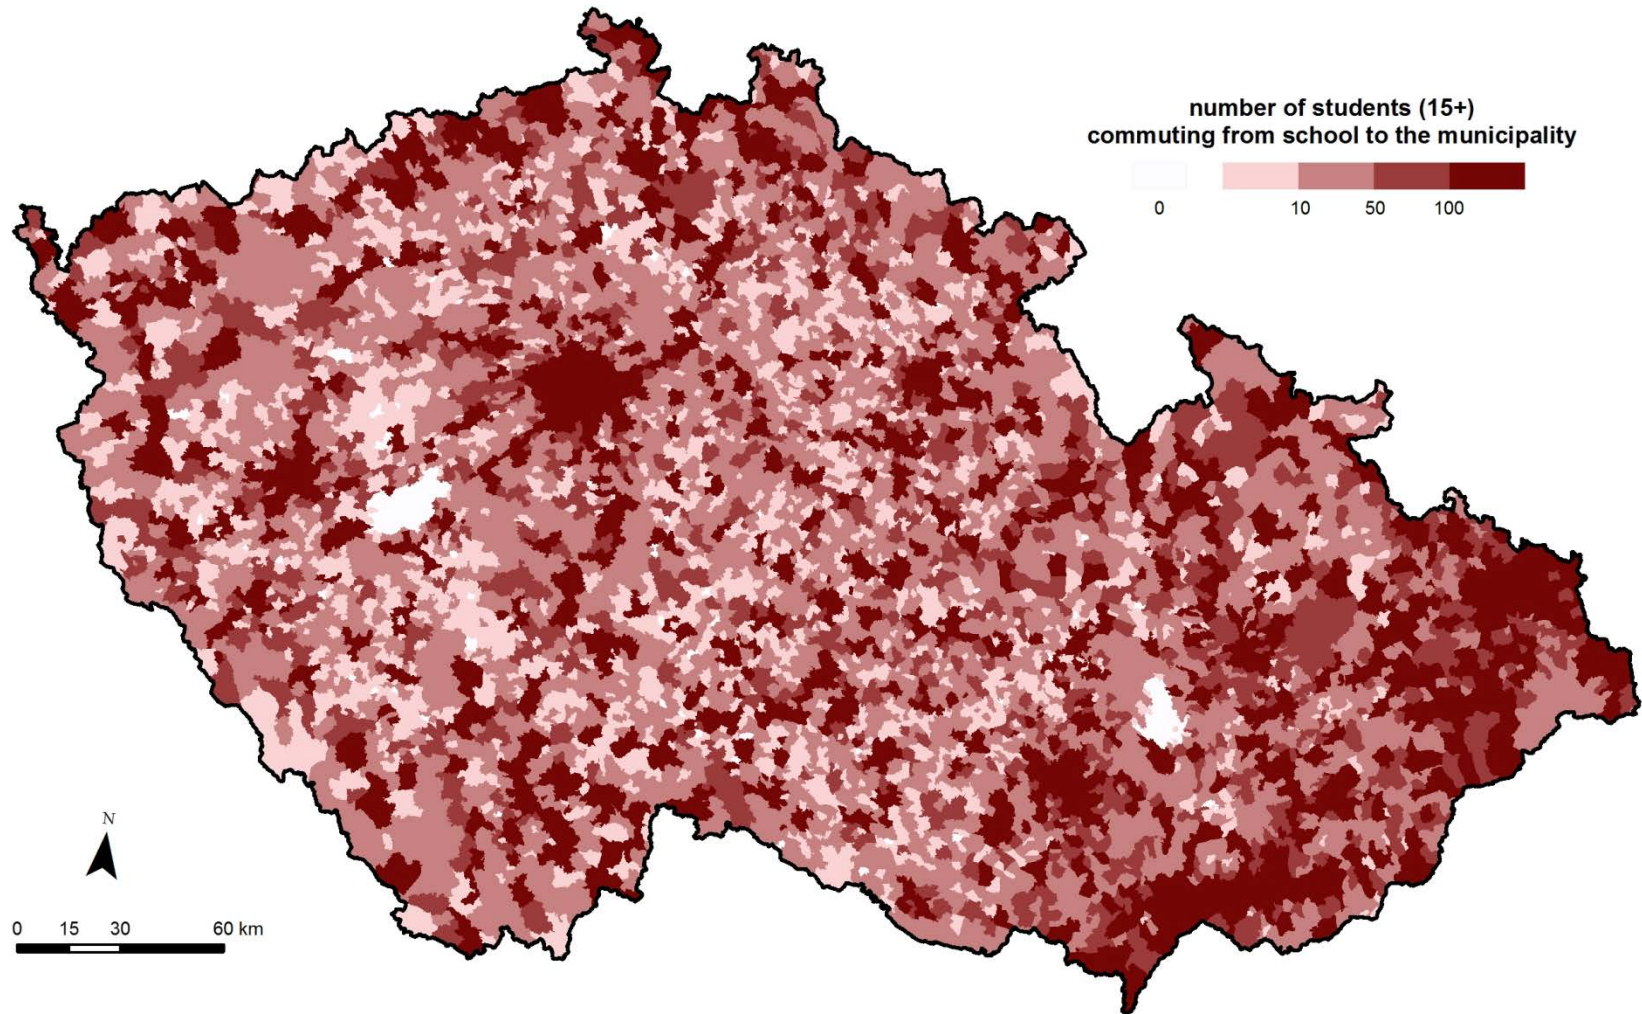 number of students (15+)
commuting from school to the municipality
0 10 50 100
N
0 15 30 60 km